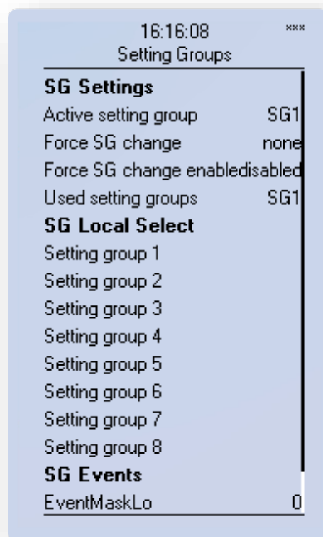 16:16:08 ***
Setting Groups
SG Settings
Active setting group SG1
Force SG change none
Force SG change enabledisabled
Used setting groups SG1
SG Local Select
Setting group 1
Setting group 2
Setting group 3
Setting group 4
Setting group 5
Setting group 6
Setting group 7
Setting group 8
SG Events
EventMaskLo 0